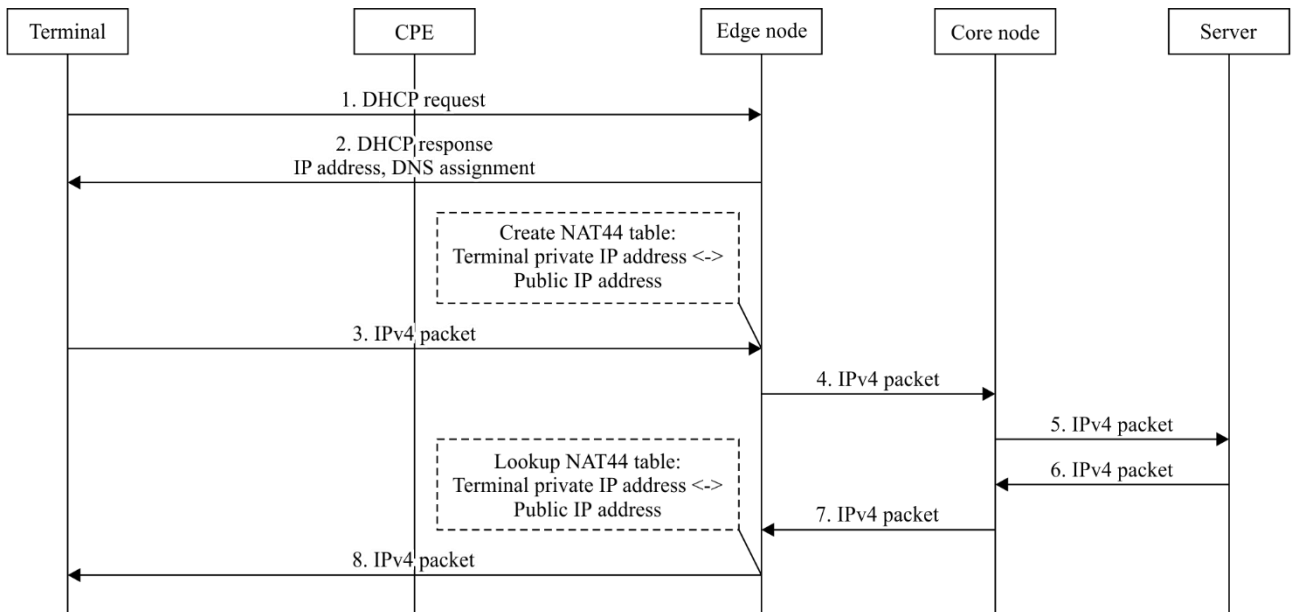 Terminal
CPE
Edge node
Core node
Server
1. DHCP request
2. DHCP response
IP address, DNS assignment
Create NAT44 table:
Terminal private IP address <->
Public IP address
3. IPv4 packet
4. IPv4 packet
5. IPv4 packet
Lookup NAT44 table:
Terminal private IP address <->
Public IP address
6. IPv4 packet
7. IPv4 packet
8. IPv4 packet